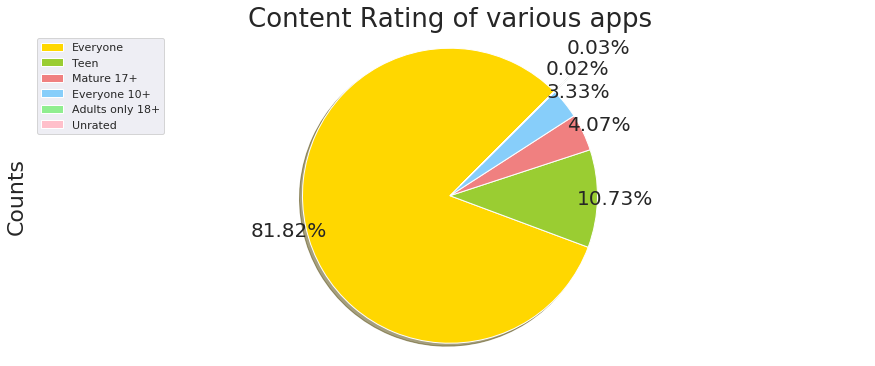 Content Rating of various apps
Everyone
Teen
Mature 17+
Everyone 10+
Adults only 18+
Unrated
0.03%
0.02%
3.33%
4.07%
10.73%
81.82%
Counts